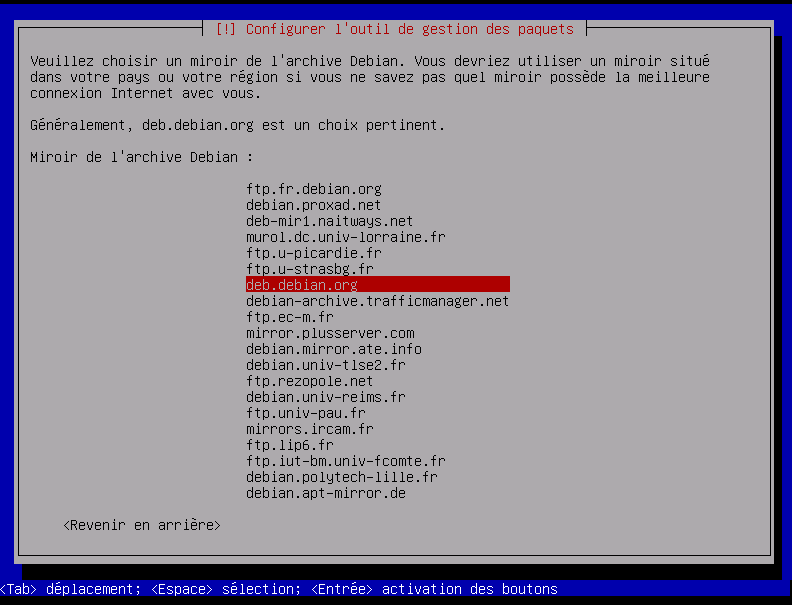 [!] Configurer l'outil de gestion des paquets
Veuillez choisir un miroir de l'archive Debian. Vous devriez utiliser un miroir situé
dans votre pays ou votre région si vous ne savez pas quel miroir possède la meilleure
connexion Internet avec vous.
Généralement, deb.debian.org est un choix pertinent.
Miroir de l'archive Debian :
ftp.fr.debian.org
debian.proxad.net
deb-mir1.naitways.net
murol.dc.univ-lorraine.fr
ftp.u-picardie.fr
ftp.u-strasbg.fr
deb.debian.org
debian-archive.trafficmanager.net
ftp.ec-m.fr
mirror.plusserver.com
debian.mirror.ate.info
debian.univ-tlse2.fr
ftp.rezopole.net
debian.univ-reims.fr
ftp.univ-pau.fr
mirrors.ircam.fr
ftp.lip6.fr
ftp.iut-bm.univ-fcomte.fr
debian.polytech-lille.fr
debian.apt-mirror.de
<Revenir en arrière>
<Tab> déplacement; <Espace> sélection; <Entrée> activation des boutons